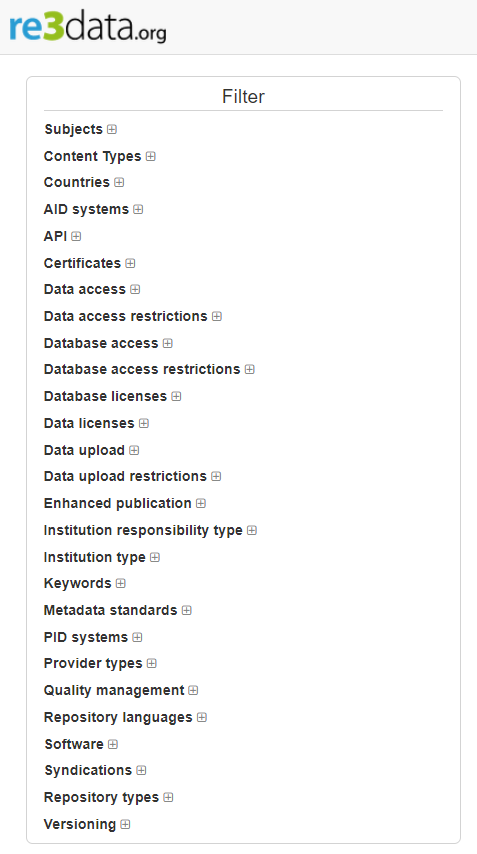 re3data.org
Filter
Subjects
Content Types
Countries
AID systems
API
Certificates
Data access
Data access restrictions
Database access
Database access restrictions
Database licenses
Data licenses
Data upload
Data upload restrictions
Enhanced publication
Institution responsibility type
Institution type
Keywords
Metadata standards
PID systems
Provider types
Quality management
Repository languages
Software
Syndications
Repository types
Versioning